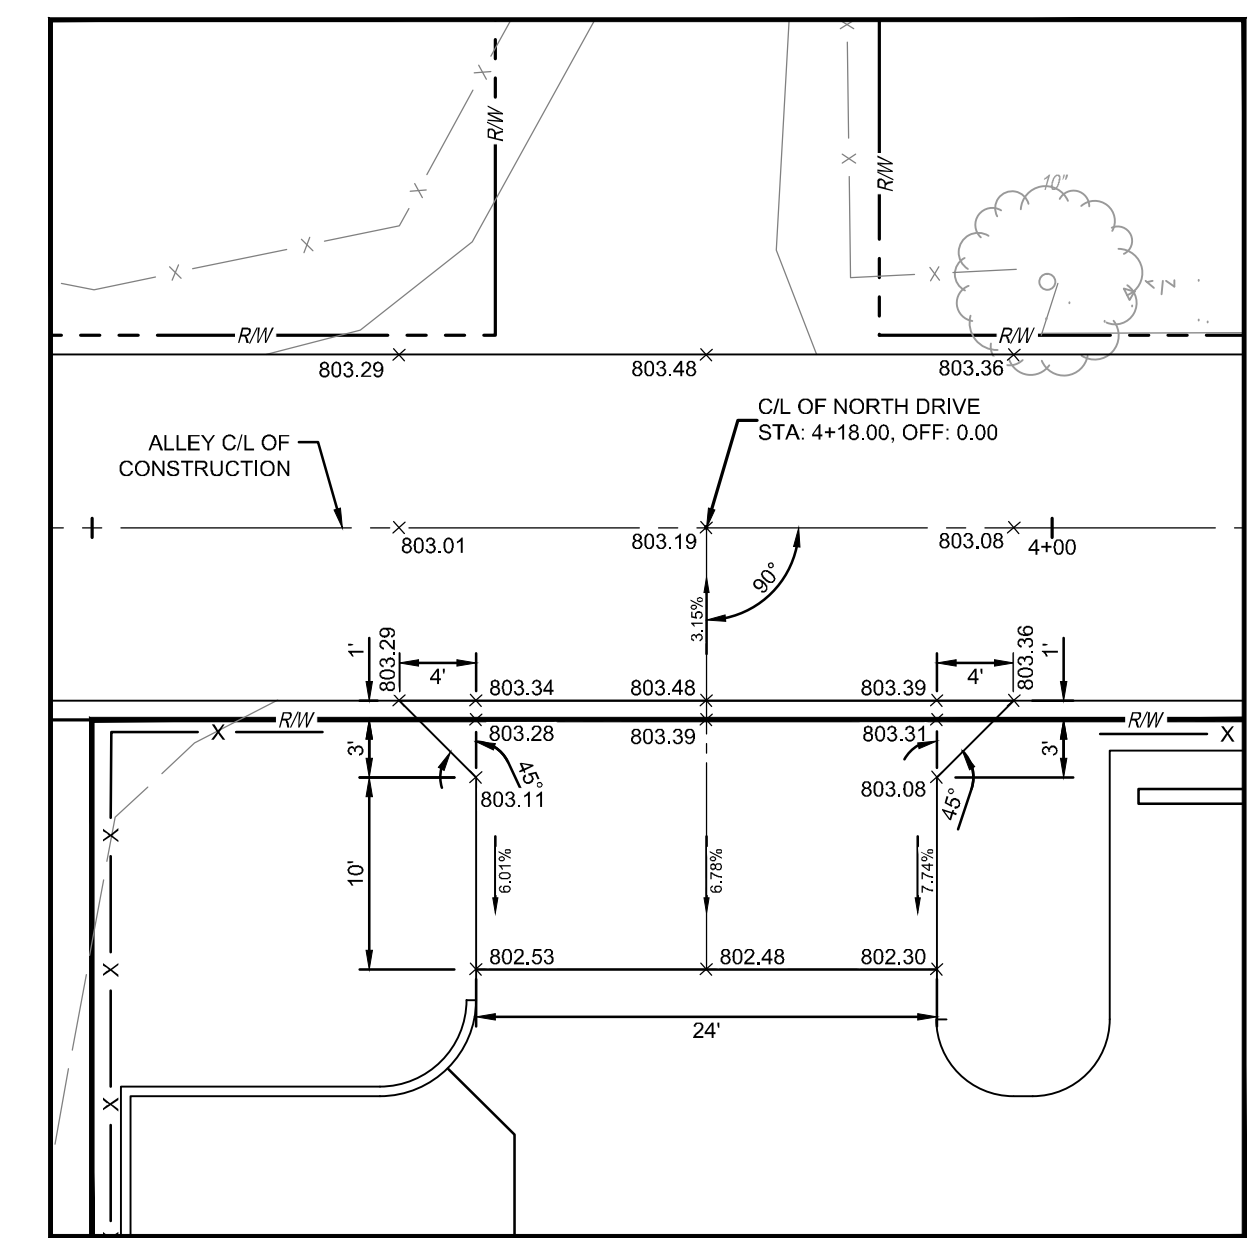 X
X
R/W
X
R/W
10"
X
X
X
X
R/W
R/W
803.29
803.48
803.36
C/L OF NORTH DRIVE
STA: 4+18.00, OFF: 0.00
ALLEY C/L OF
CONSTRUCTION
803.01
803.19
803.08
4+00
90°
3.15%
1'
803.29
4'
803.34
803.48
803.39
4'
803.36
1'
R/W
R/W
X
X
803.28
803.39
803.31
3'
3'
45°
803.11
803.08
45°
X
10'
6.01%
6.78%
7.74%
X
802.53
802.48
802.30
24'
X
X